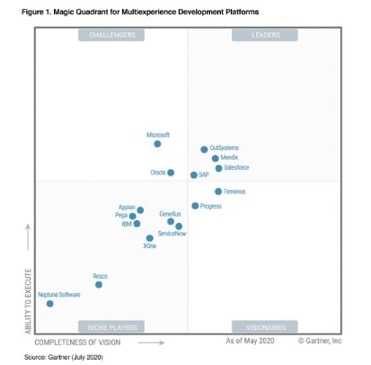 Figure 1. Magic Quadrant for Multiexperience Development Platforms
CHALLENGERS
LEADERS
Microsoft
OutSystems
Mendix
Salesforce
Oracle
SAP
Temenos
Progress
Appian
Pega
IBM
GeneXus
ServiceNow
i-One
Resco
Neptune Software
ABILITY TO EXECUTE
NICHE PLAYERS
VISIONARIES
COMPLETENESS OF VISION
As of May 2020
© Gartner, Inc
Source: Gartner (July 2020)